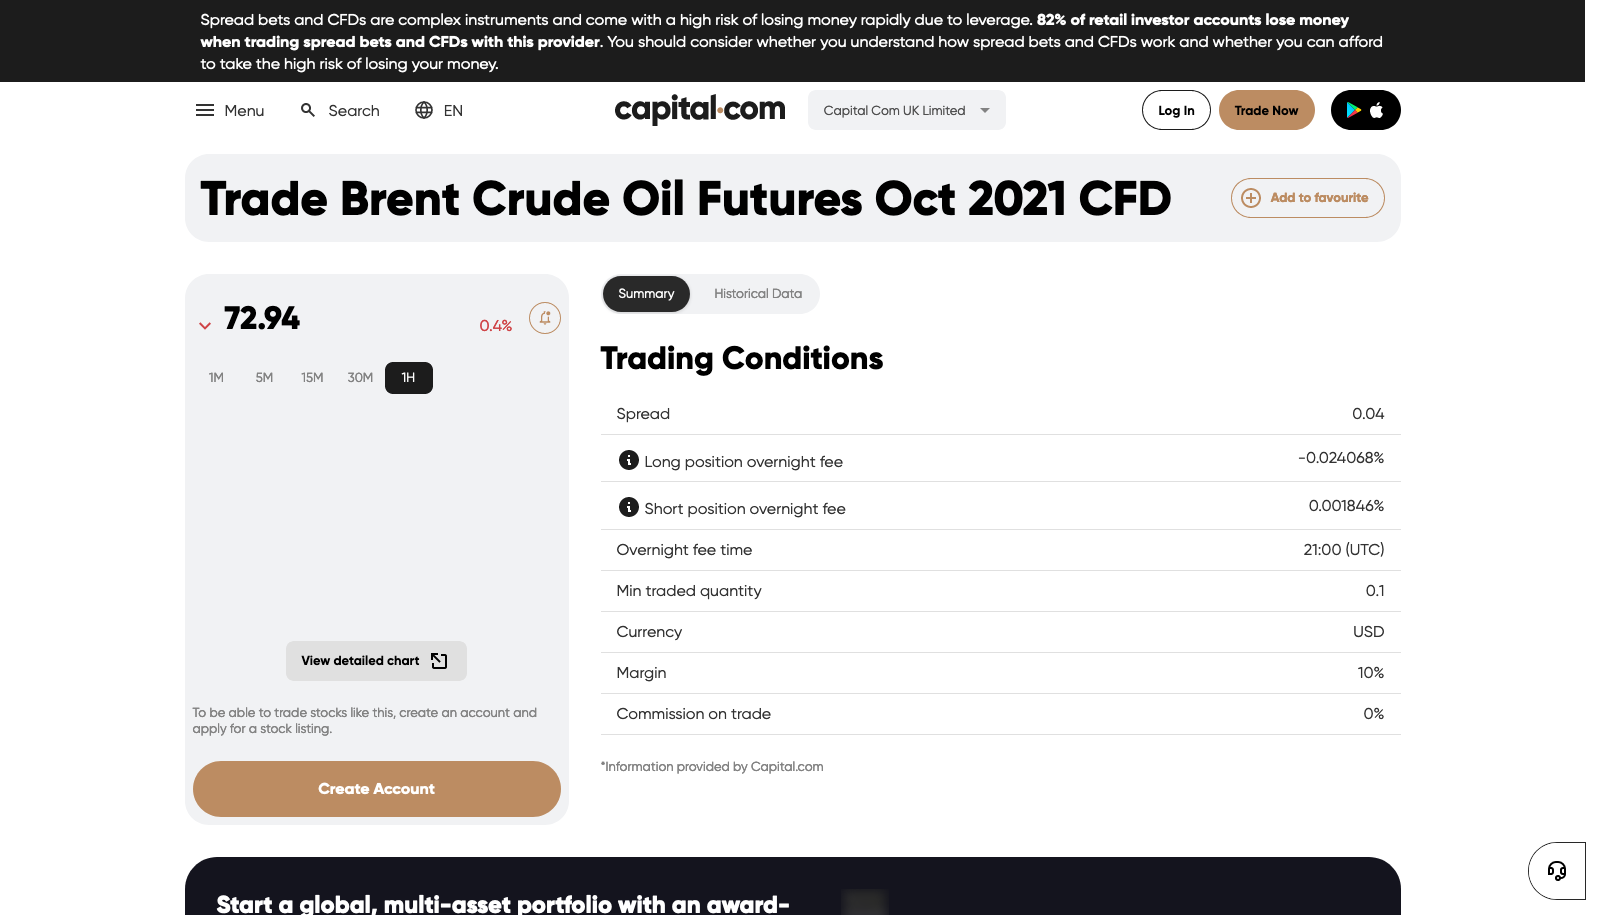 Spread bets and CFDs are complex instruments and come with a high risk of losing money rapidly due to leverage. 82% of retail investor accounts lose money
when trading spread bets and CFDs with this provider. You should consider whether you understand how spread bets and CFDs work and whether you can afford
to take the high risk of losing your money.
Menu Search EN capital.com Capital Com UK Limited Log In Trade Now
Trade Brent Crude Oil Futures Oct 2021 CFD Add to favourite
72.94 0.4%
1M 5M 15M 30M 1H
View detailed chart
To be able to trade stocks like this, create an account and
apply for a stock listing.
Create Account
Summary Historical Data
Trading Conditions
Spread 0.04
Long position overnight fee -0.024068%
Short position overnight fee 0.001846%
Overnight fee time 21:00 (UTC)
Min traded quantity 0.1
Currency USD
Margin 10%
Commission on trade 0%
*Information provided by Capital.com
Start a global, multi-asset portfolio with an award-